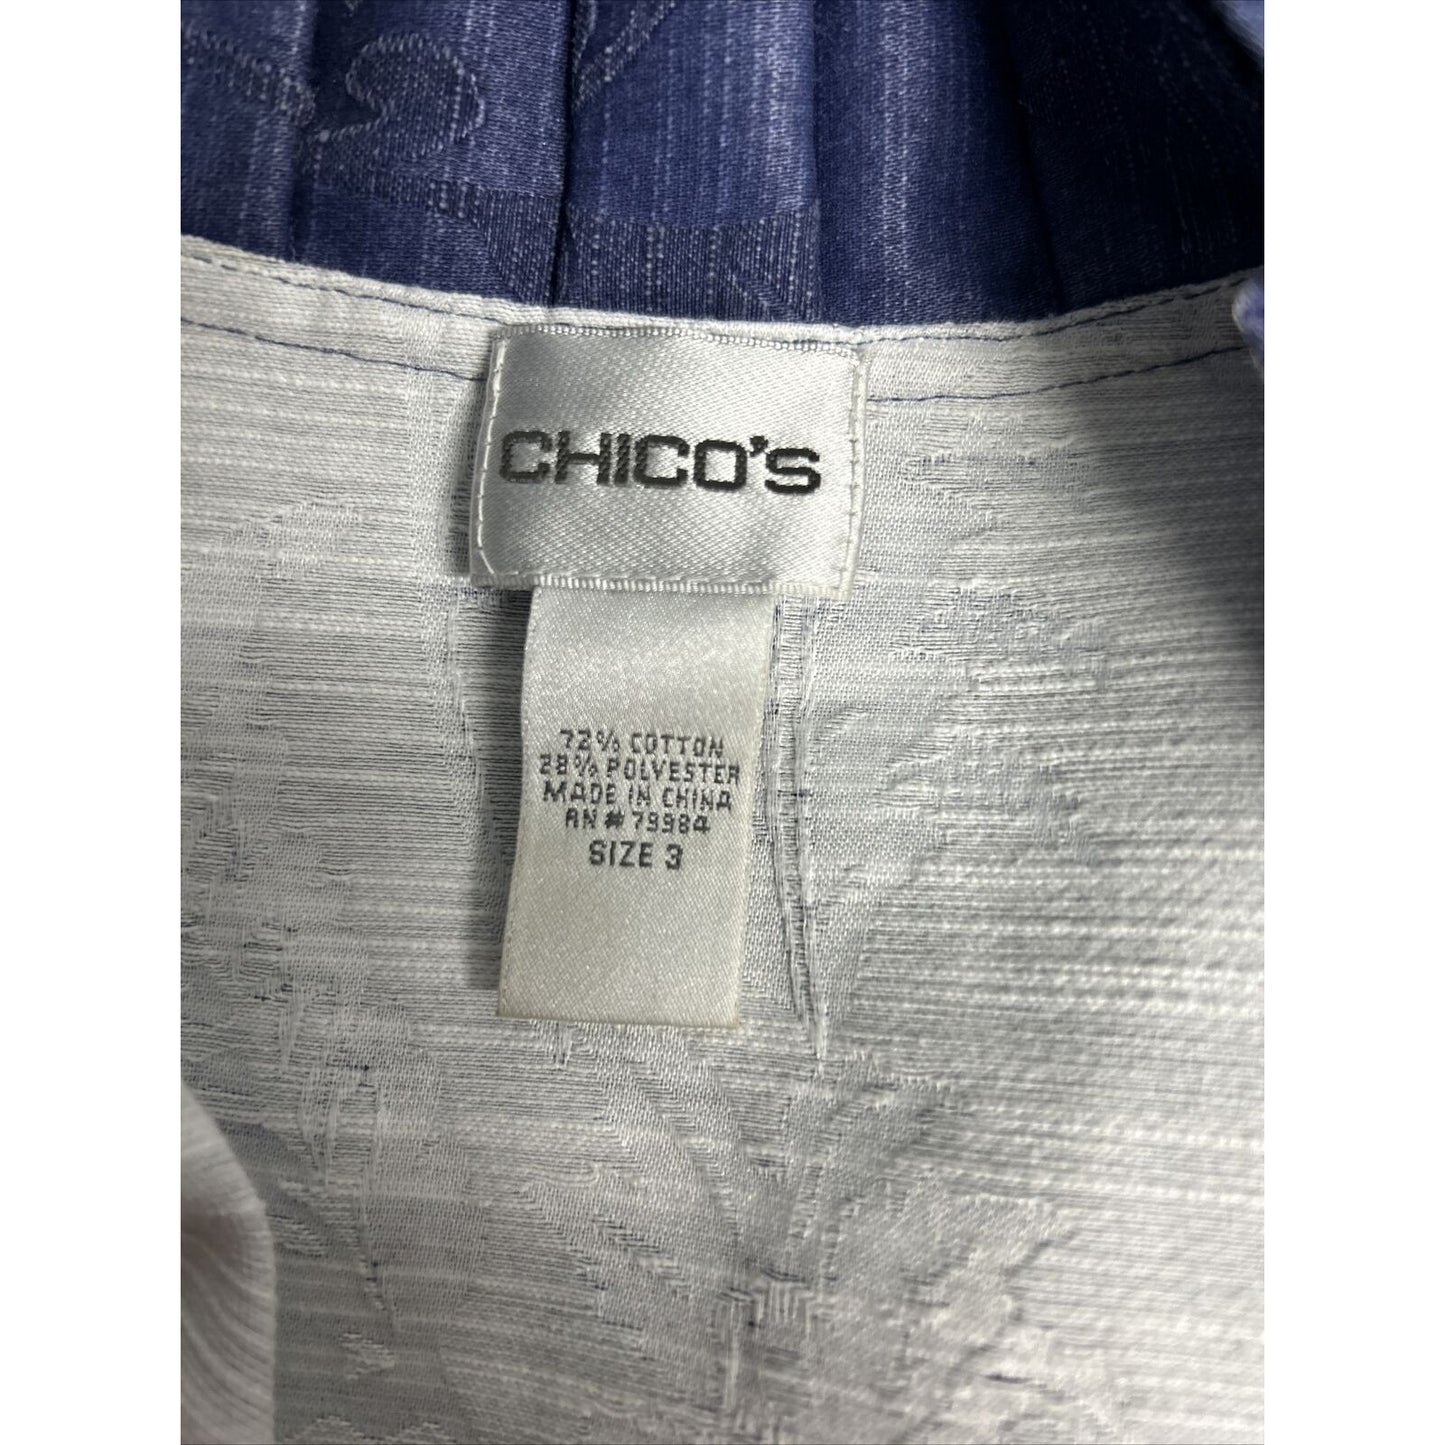 CHICO'S
72% COTTON
28% POLYESTER
MADE IN CHINA
RN # 79984
SIZE 3